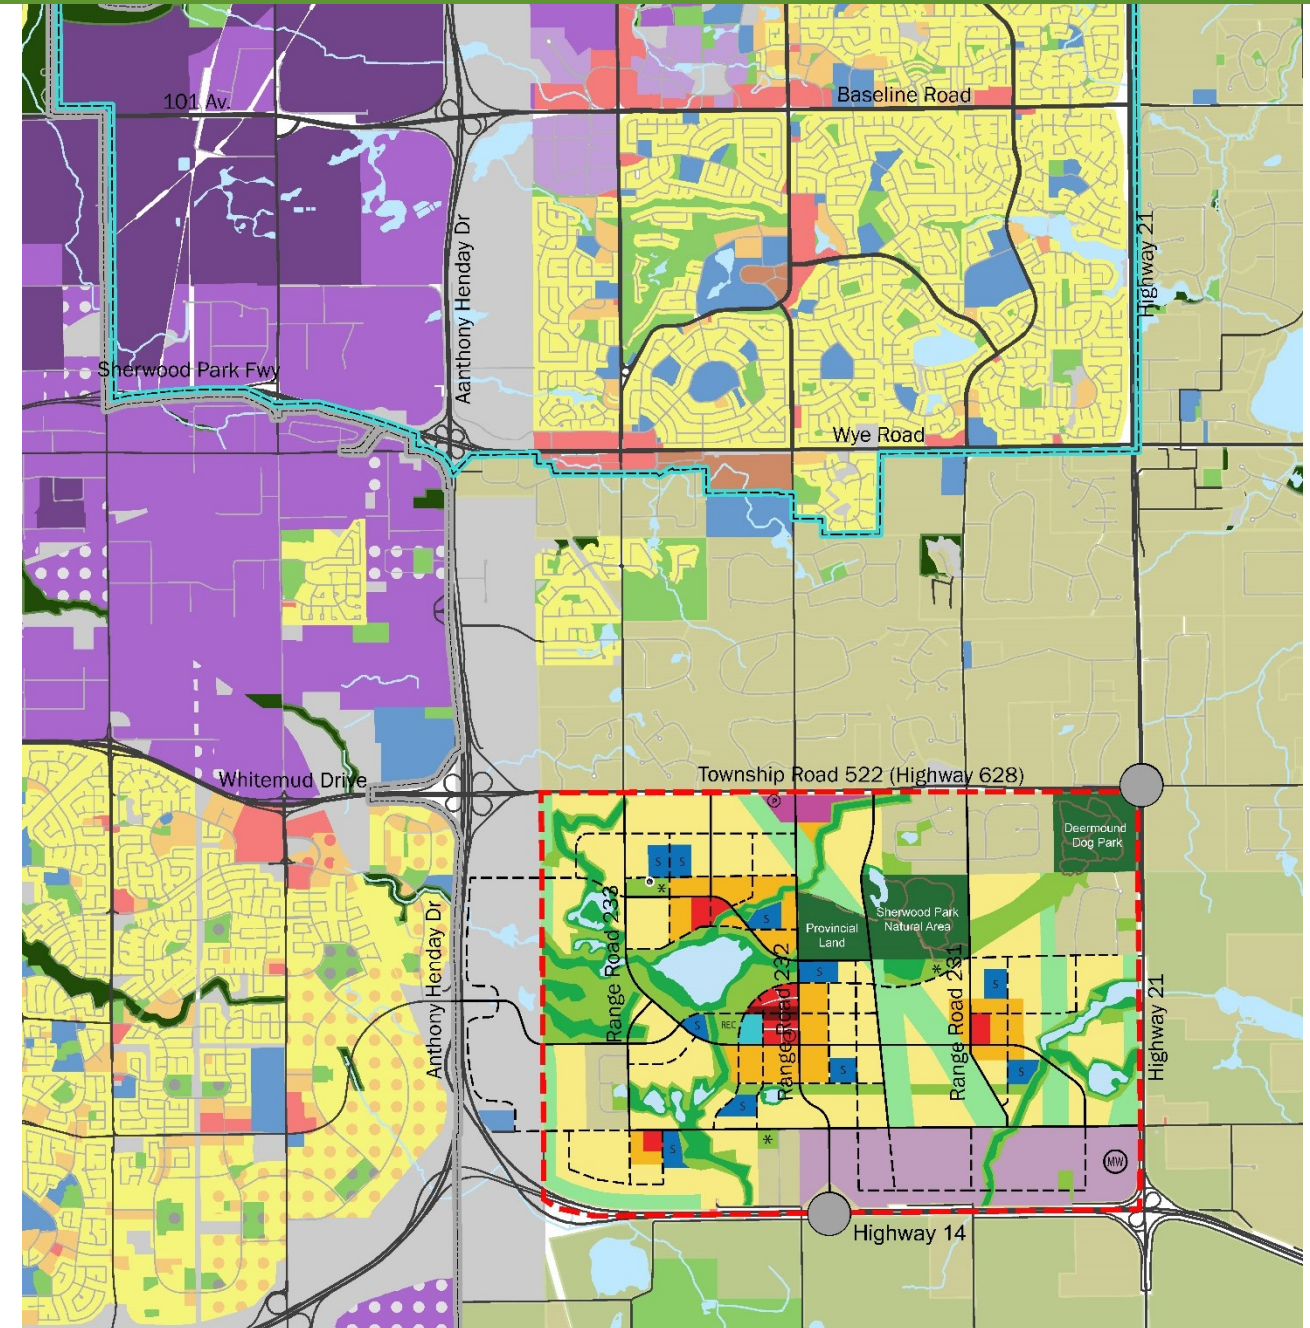 101 Av.
Baseline Road
Aanthony Henday Dr
Highway 21
Sherwood Park Fwy
Wye Road
Whitemud Drive
Township Road 522 (Highway 628)
P
Deermound
Dog Park
S
S
*
Range Road 233
S
Provincial
Land
Sherwood Park
Natural Area
Anthony Henday Dr
Range Road 232
S
*
Range Road 231
S
Highway 21
S
REC
S
S
S
S
*
MW
Highway 14